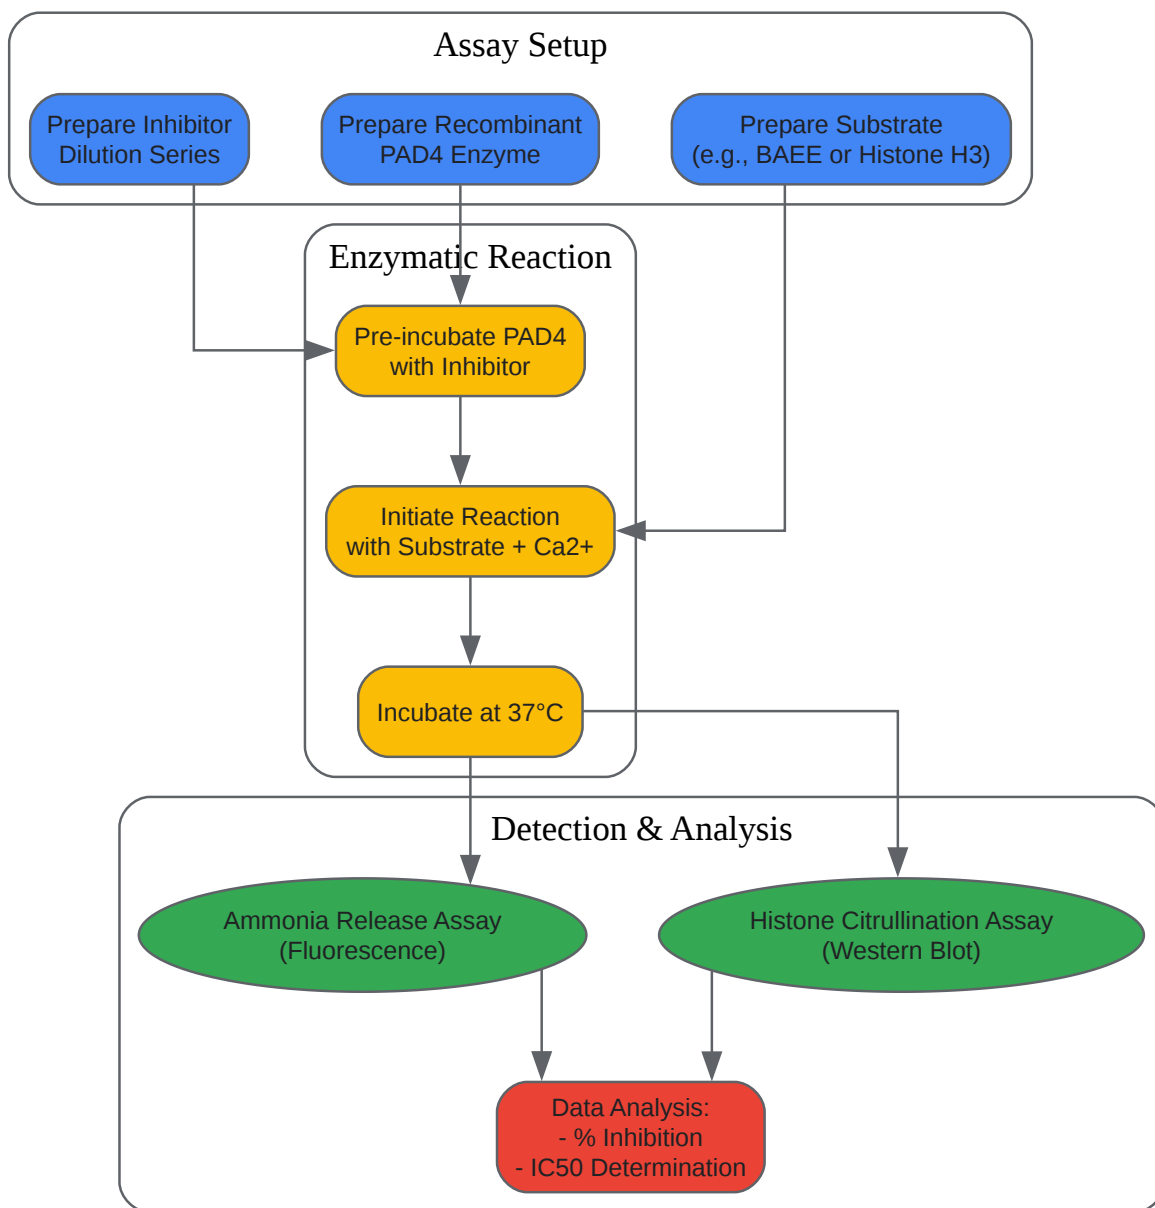 Assay Setup
Prepare Inhibitor
Dilution Series
Prepare Recombinant
PAD4 Enzyme
Prepare Substrate
(e.g., BAEE or Histone H3)
Enzymatic Reaction
Pre-incubate PAD4
with Inhibitor
Initiate Reaction
with Substrate + Ca2+
Incubate at 37°C
Detection & Analysis
Ammonia Release Assay
(Fluorescence)
Histone Citrullination Assay
(Western Blot)
Data Analysis:
- % Inhibition
- IC50 Determination